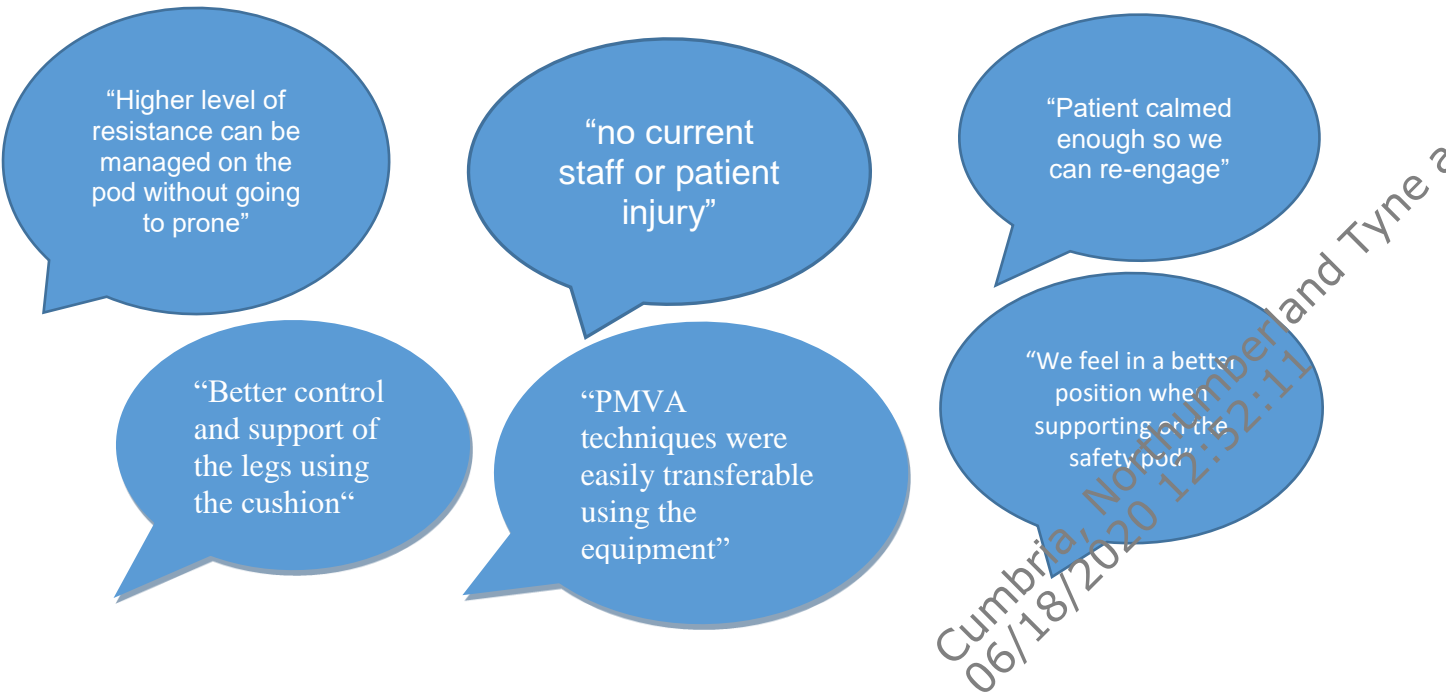 “Higher level of
resistance can be
managed on the
pod without going
to prone”
“no current
staff or patient
injury”
“Patient calmed
enough so we
can re-engage”
“Better control
and support of
the legs using
the cushion“
“PMVA
techniques were
easily transferable
using the
equipment”
“We feel in a better
position when
supporting on the
safety pod”
Cumbria, Northumberland Tyne a
06/18/2020 12:52:11